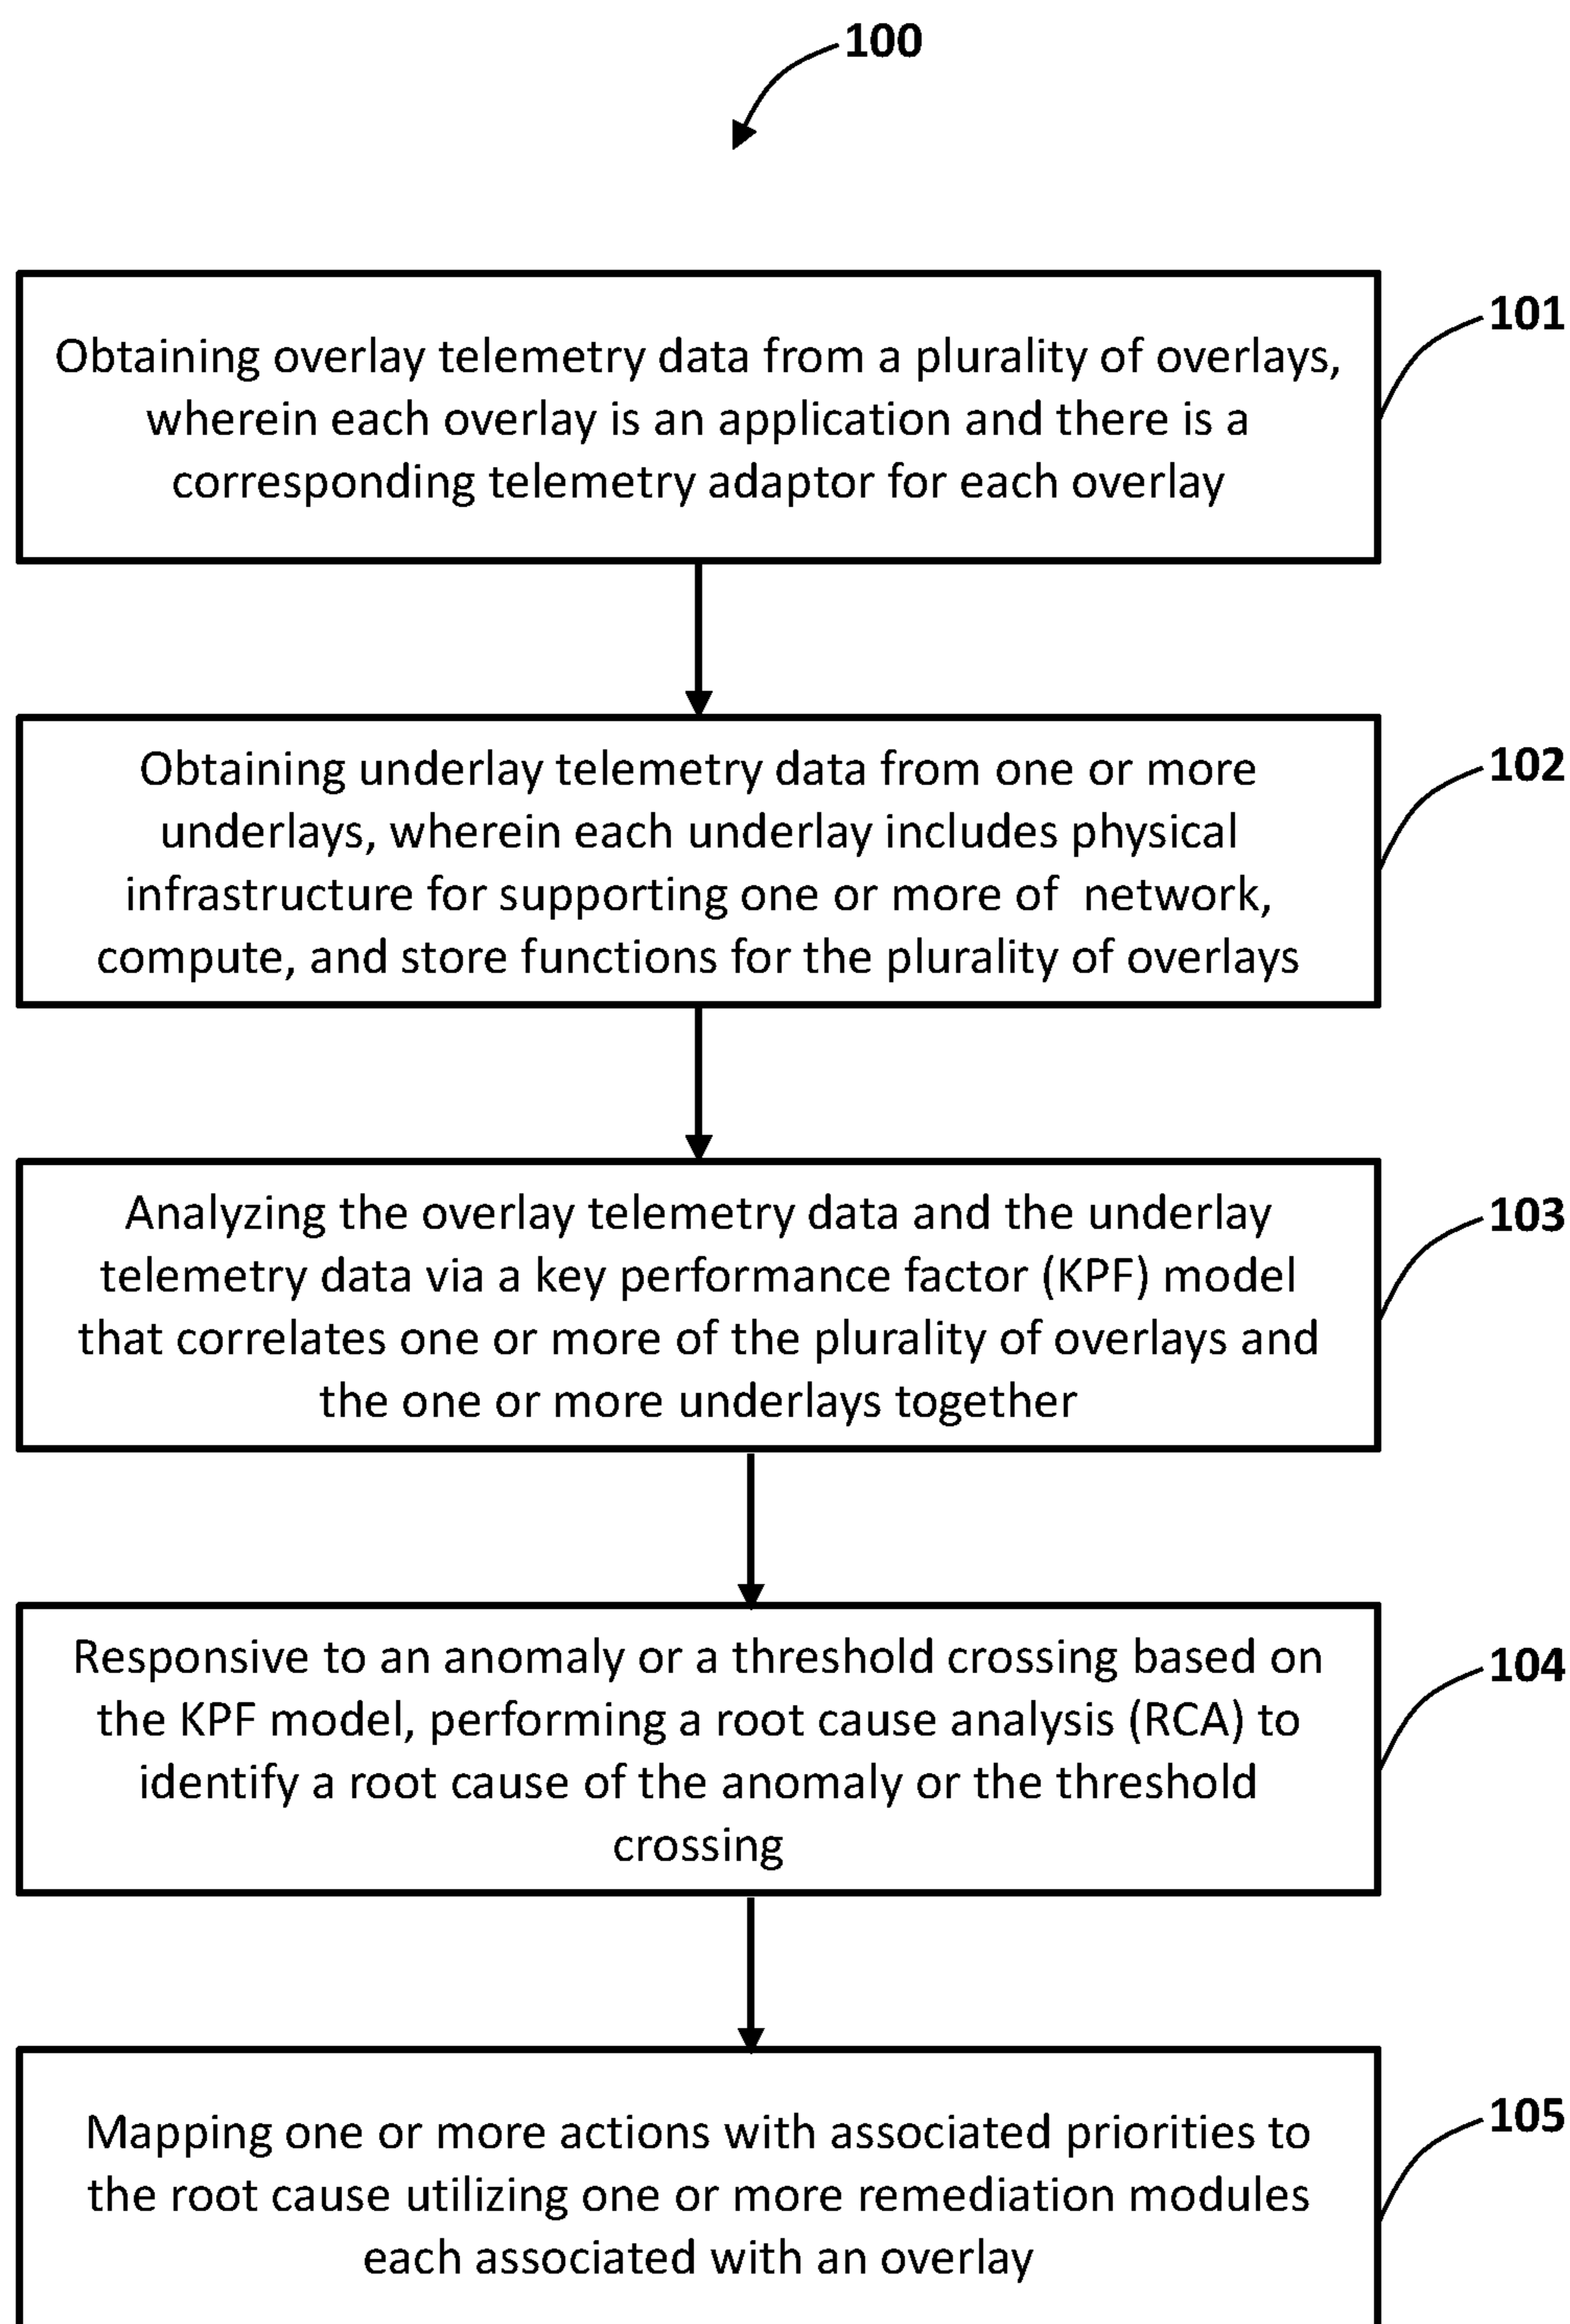 100
Obtaining overlay telemetry data from a plurality of overlays,
wherein each overlay is an application and there is a
corresponding telemetry adaptor for each overlay
101
Obtaining underlay telemetry data from one or more
underlays, wherein each underlay includes physical
infrastructure for supporting one or more of network,
compute, and store functions for the plurality of overlays
102
Analyzing the overlay telemetry data and the underlay
telemetry data via a key performance factor (KPF) model
that correlates one or more of the plurality of overlays and
the one or more underlays together
103
Responsive to an anomaly or a threshold crossing based on
the KPF model, performing a root cause analysis (RCA) to
identify a root cause of the anomaly or the threshold
crossing
104
Mapping one or more actions with associated priorities to
the root cause utilizing one or more remediation modules
each associated with an overlay
105